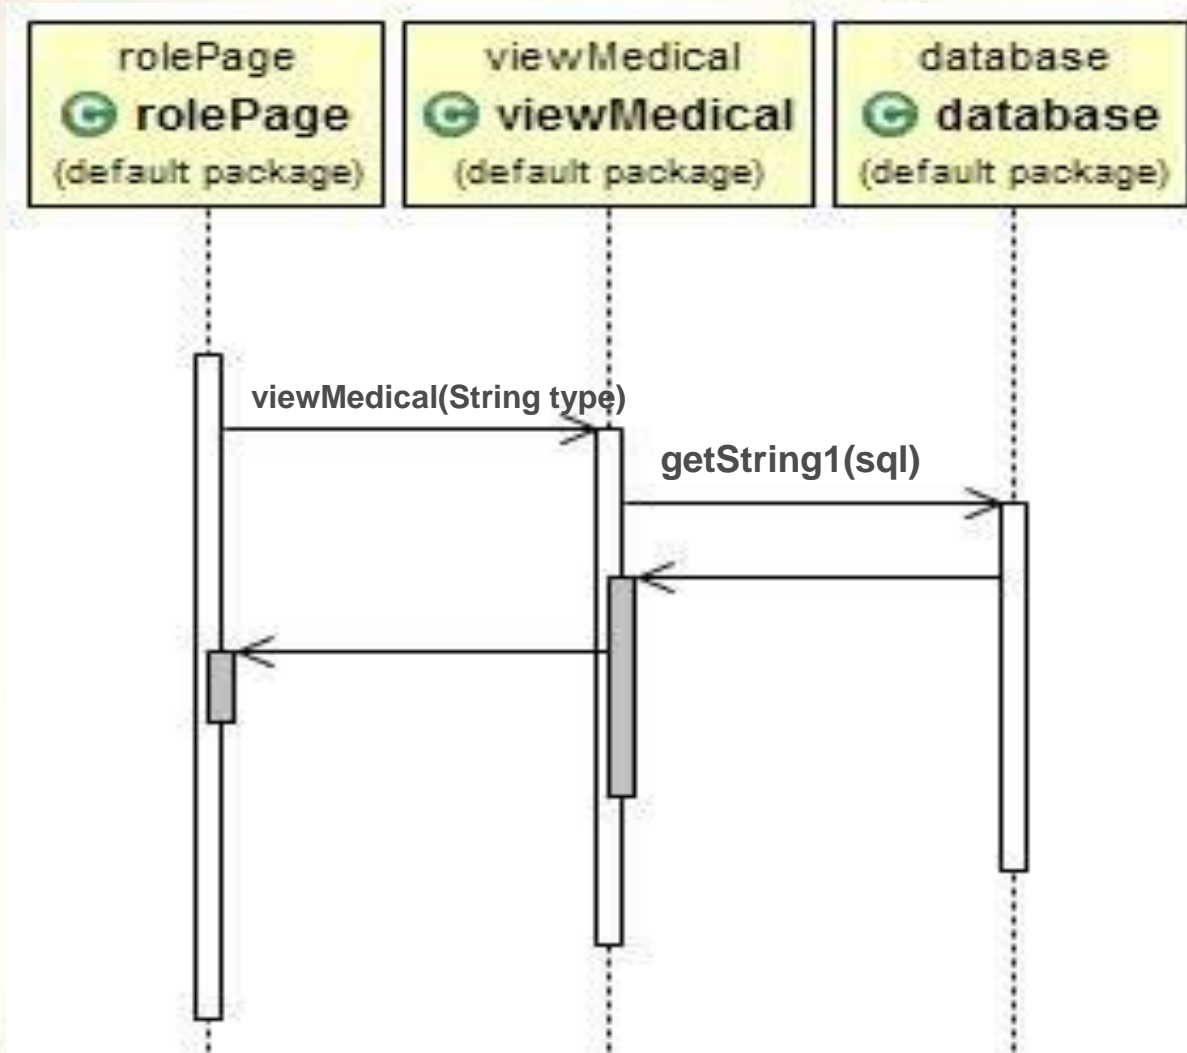 rolePage
C rolePage
(default package)
viewMedical
C viewMedical
(default package)
database
C database
(default package)
viewMedical(String type)
getString1(sql)